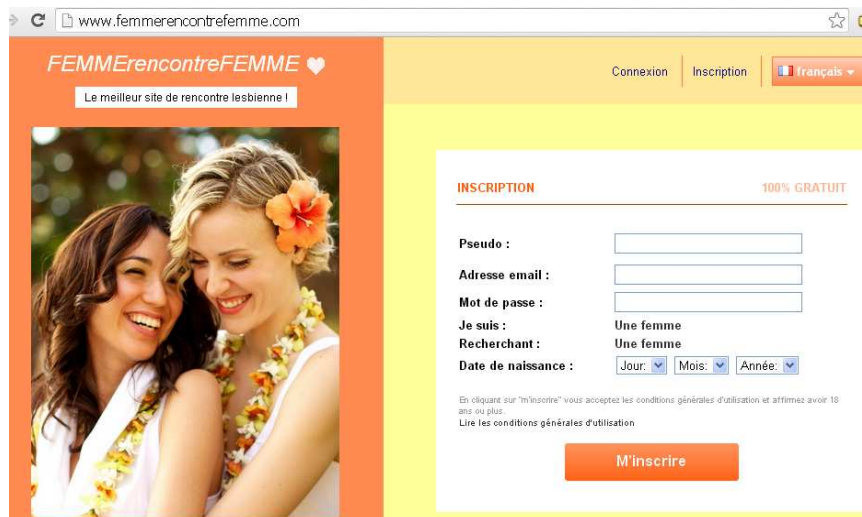 www.femmerencontrefemme.com
FEMMErencontreFEMME
Le meilleur site de rencontre lesbienne !
Connexion
Inscription
français
INSCRIPTION
100% GRATUIT
Pseudo :
Adresse email :
Mot de passe :
Je suis : Une femme
Recherchant : Une femme
Date de naissance : Jour: Mois: Année:
En cliquant sur "m'inscrire" vous acceptez les conditions générales d'utilisation et affirmez avoir 18
ans ou plus.
Lire les conditions générales d'utilisation
M'inscrire